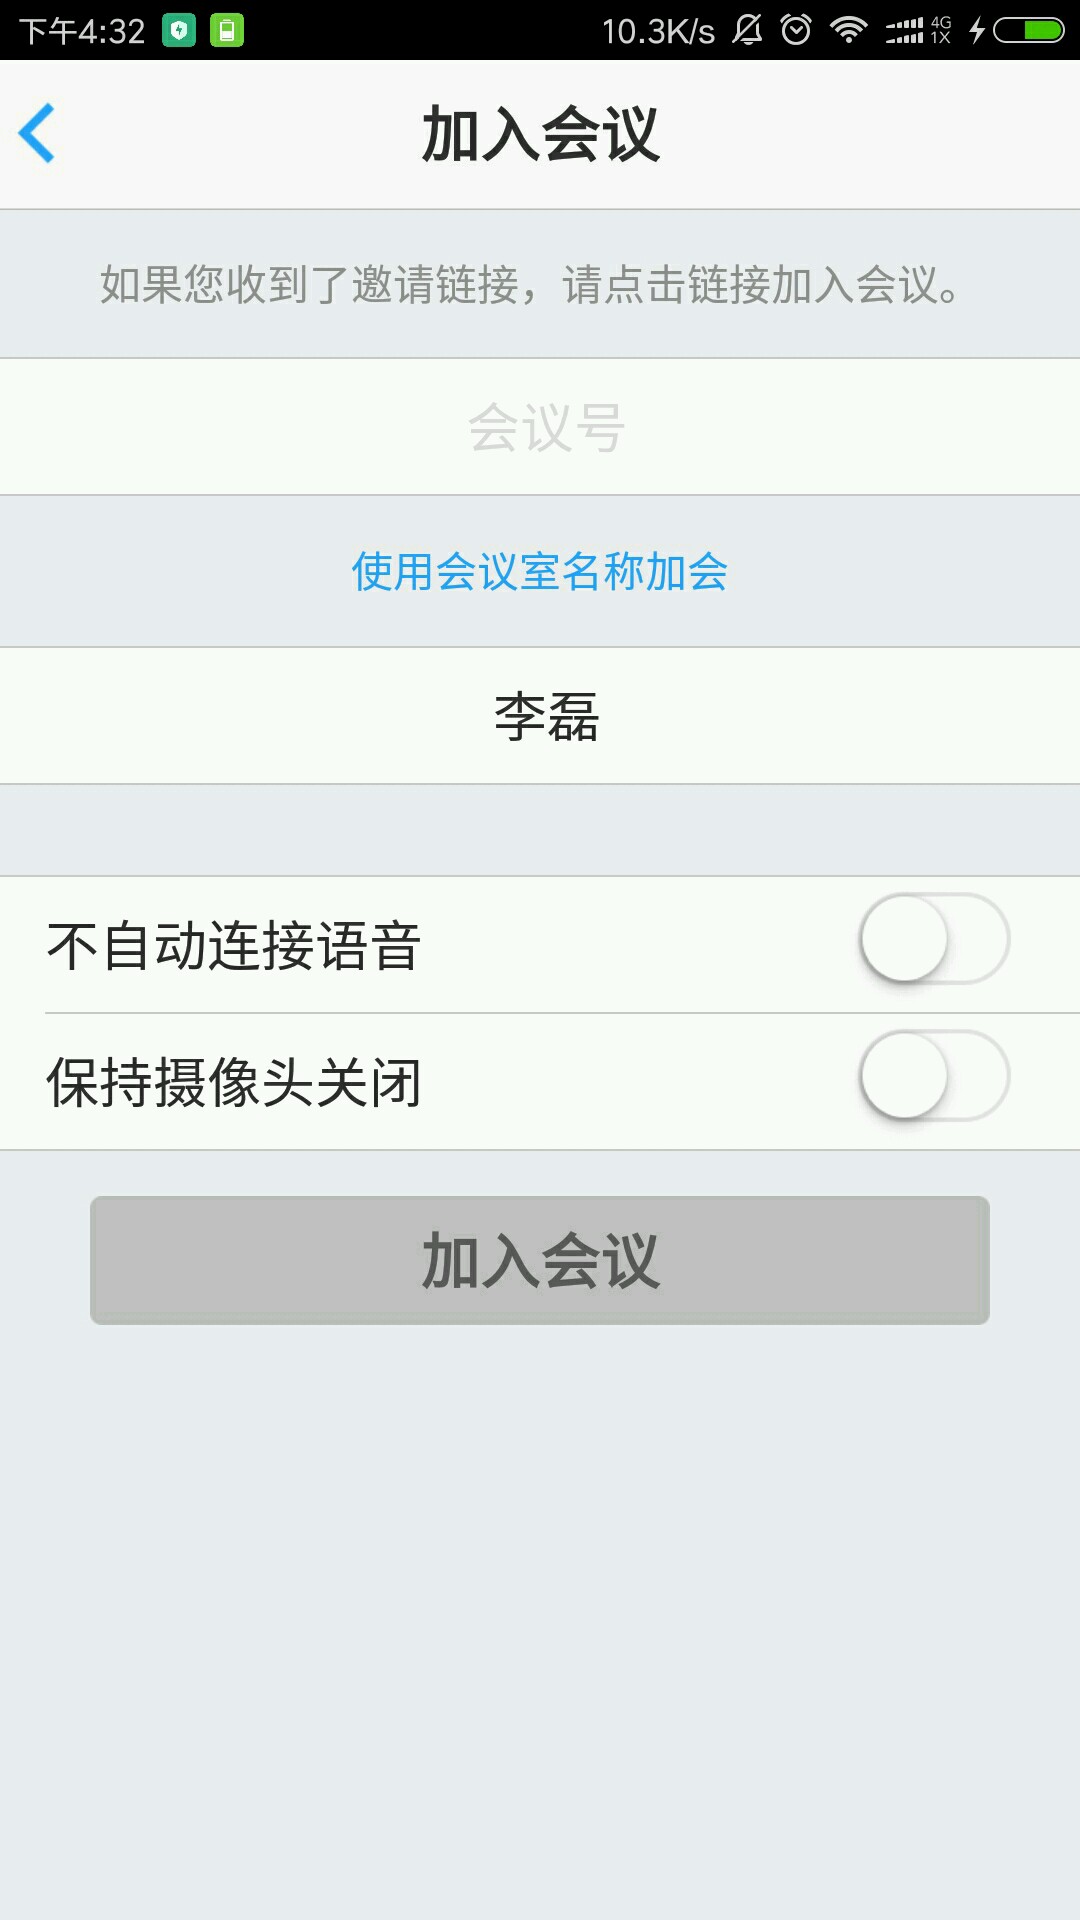 下午4:32
10.3K/s
4G
1X
加入会议
如果您收到了邀请链接，请点击链接加入会议。
会议号
使用会议室名称加会
李磊
不自动连接语音
保持摄像头关闭
加入会议